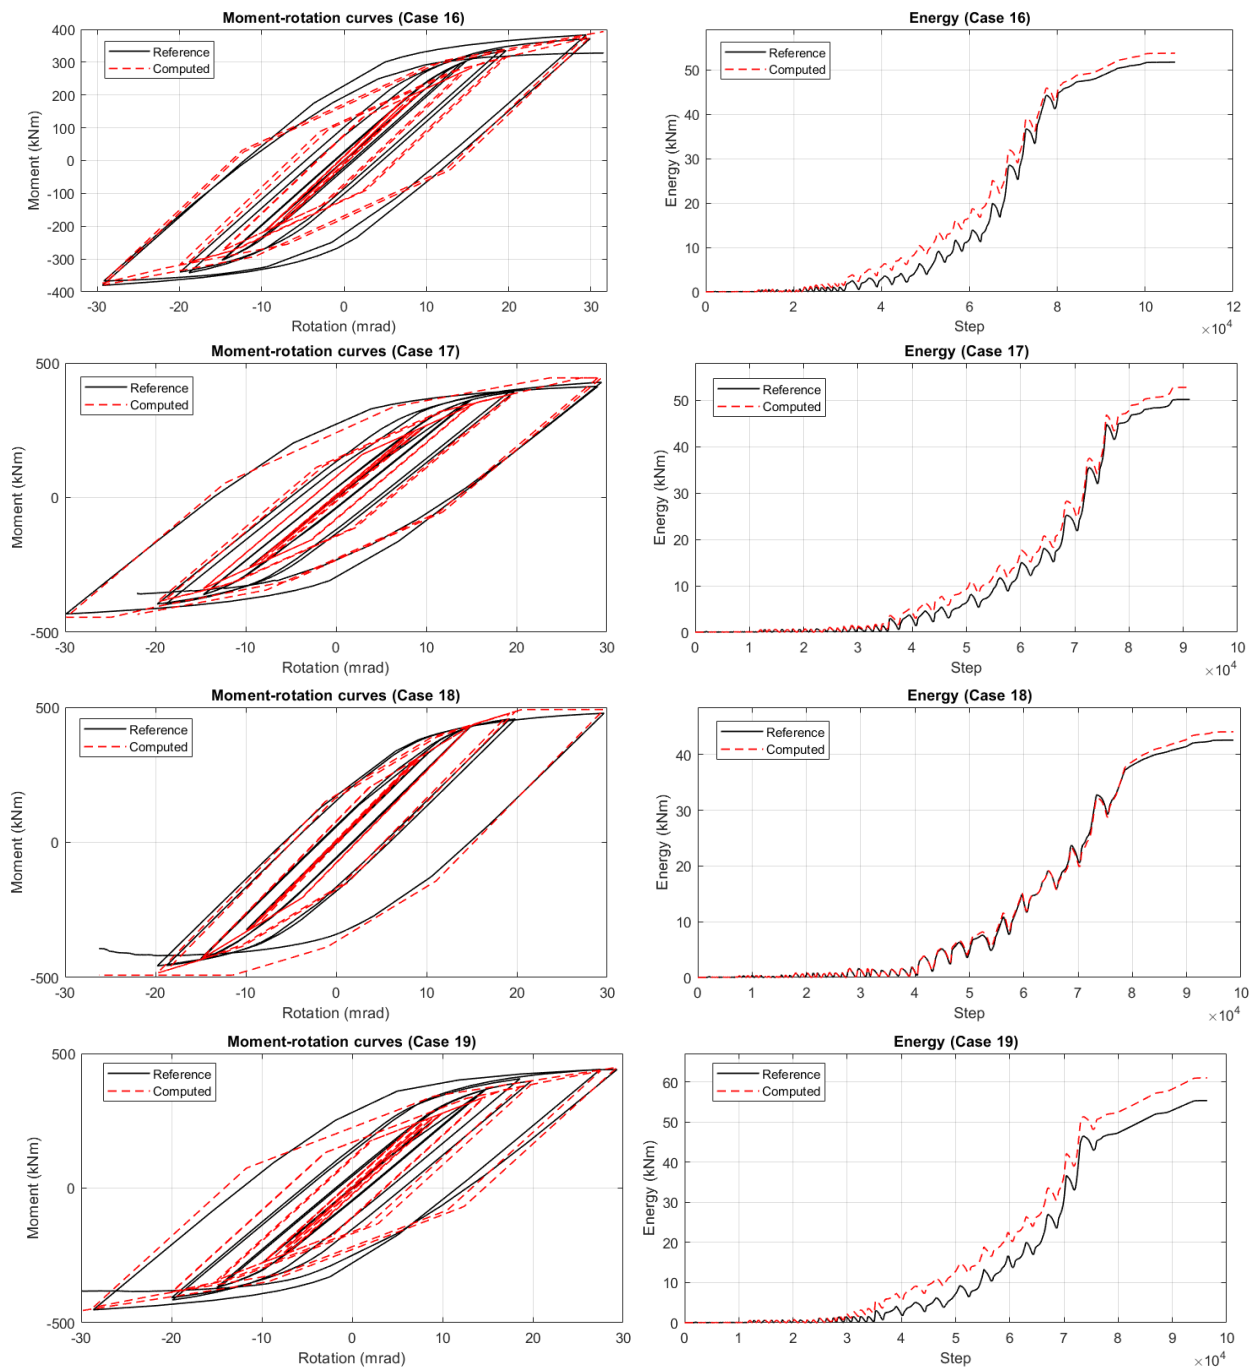 Moment-rotation curves (Case 16)
Reference
Computed
Moment (kNm)
400
300
200
100
0
-100
-200
-300
-400
-30
-20
-10
0
10
20
30
Rotation (mrad)
Energy (Case 16)
Reference
Computed
Energy (kNm)
50
40
30
20
10
0
0
2
4
6
8
10
12
Step
×10⁴
Moment-rotation curves (Case 17)
Reference
Computed
Moment (kNm)
500
0
-500
-30
-20
-10
0
10
20
30
Rotation (mrad)
Energy (Case 17)
Reference
Computed
Energy (kNm)
50
40
30
20
10
0
0
1
2
3
4
5
6
7
8
9
10
Step
×10⁴
Moment-rotation curves (Case 18)
Reference
Computed
Moment (kNm)
500
0
-500
-30
-20
-10
0
10
20
30
Rotation (mrad)
Energy (Case 18)
Reference
Computed
Energy (kNm)
40
30
20
10
0
0
1
2
3
4
5
6
7
8
9
10
Step
×10⁴
Moment-rotation curves (Case 19)
Reference
Computed
Moment (kNm)
500
0
-500
-30
-20
-10
0
10
20
30
Rotation (mrad)
Energy (Case 19)
Reference
Computed
Energy (kNm)
60
50
40
30
20
10
0
0
1
2
3
4
5
6
7
8
9
10
Step
×10⁴